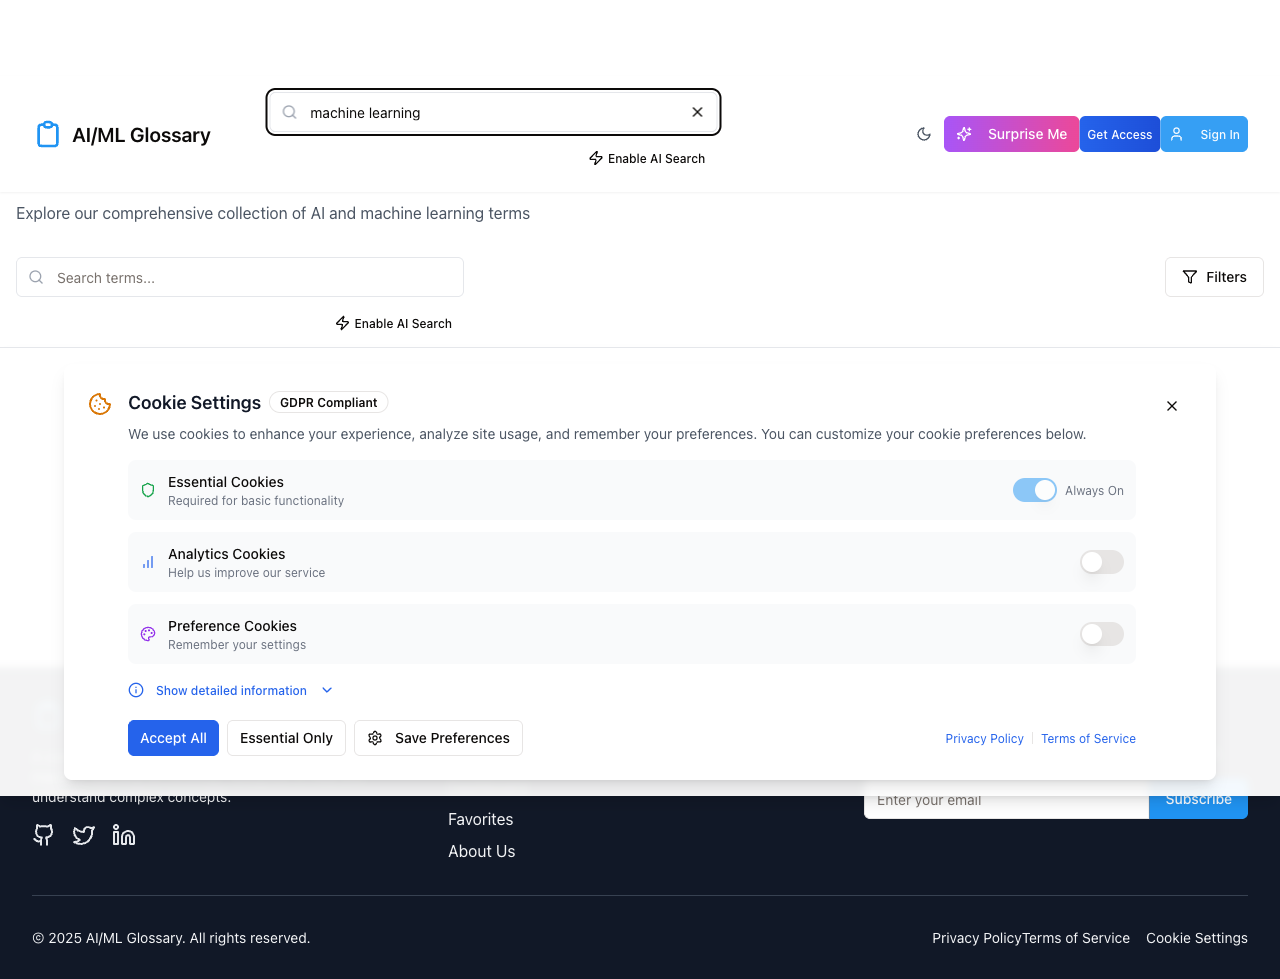 AI/ML Glossary
machine learning
Enable AI Search
Surprise Me
Get Access
Sign In
Explore our comprehensive collection of AI and machine learning terms
Search terms...
Filters
Enable AI Search
Cookie Settings
GDPR Compliant
We use cookies to enhance your experience, analyze site usage, and remember your preferences. You can customize your cookie preferences below.
Essential Cookies
Required for basic functionality
Always On
Analytics Cookies
Help us improve our service
Preference Cookies
Remember your settings
Show detailed information
Accept All
Essential Only
Save Preferences
Privacy Policy
Terms of Service
understand complex concepts.
Enter your email
Subscribe
Favorites
About Us
© 2025 AI/ML Glossary. All rights reserved.
Privacy PolicyTerms of Service
Cookie Settings